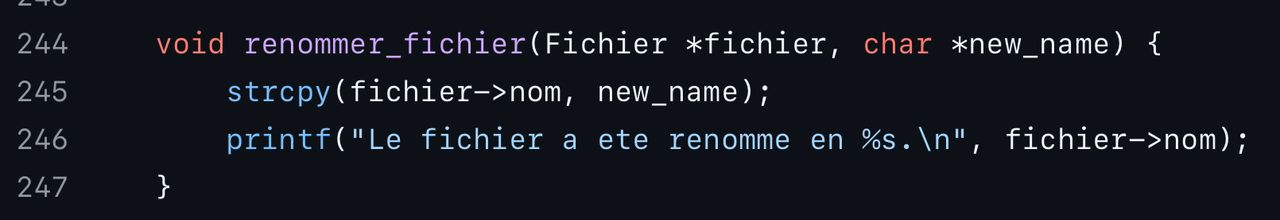 244 void renommer_fichier(Fichier *fichier, char *new_name) {
245 strcpy(fichier->nom, new_name);
246 printf("Le fichier a ete renomme en %s.\n", fichier->nom);
247 }